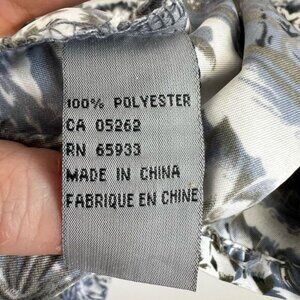 100% POLYESTER
CA 05262
RN 65933
MADE IN CHINA
FABRIQUE EN CHINE